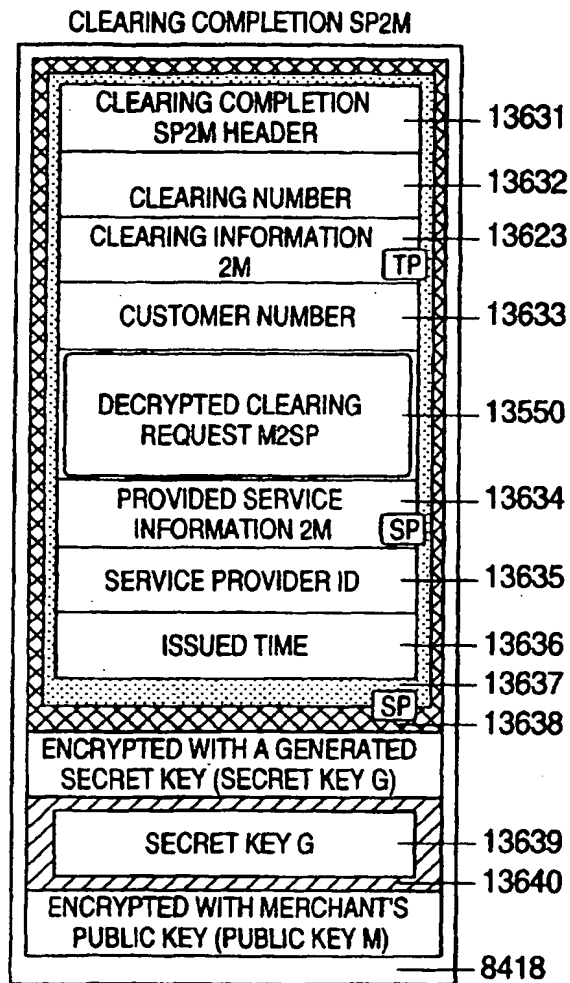 CLEARING COMPLETION SP2M
CLEARING COMPLETION
SP2M HEADER
13631
CLEARING NUMBER
13632
CLEARING INFORMATION
2M
TP
13623
CUSTOMER NUMBER
13633
DECRYPTED CLEARING
REQUEST M2SP
13550
PROVIDED SERVICE
INFORMATION 2M
SP
13634
SERVICE PROVIDER ID
13635
ISSUED TIME
13636
13637
SP
13638
ENCRYPTED WITH A GENERATED
SECRET KEY (SECRET KEY G)
SECRET KEY G
13639
13640
ENCRYPTED WITH MERCHANT'S
PUBLIC KEY (PUBLIC KEY M)
8418